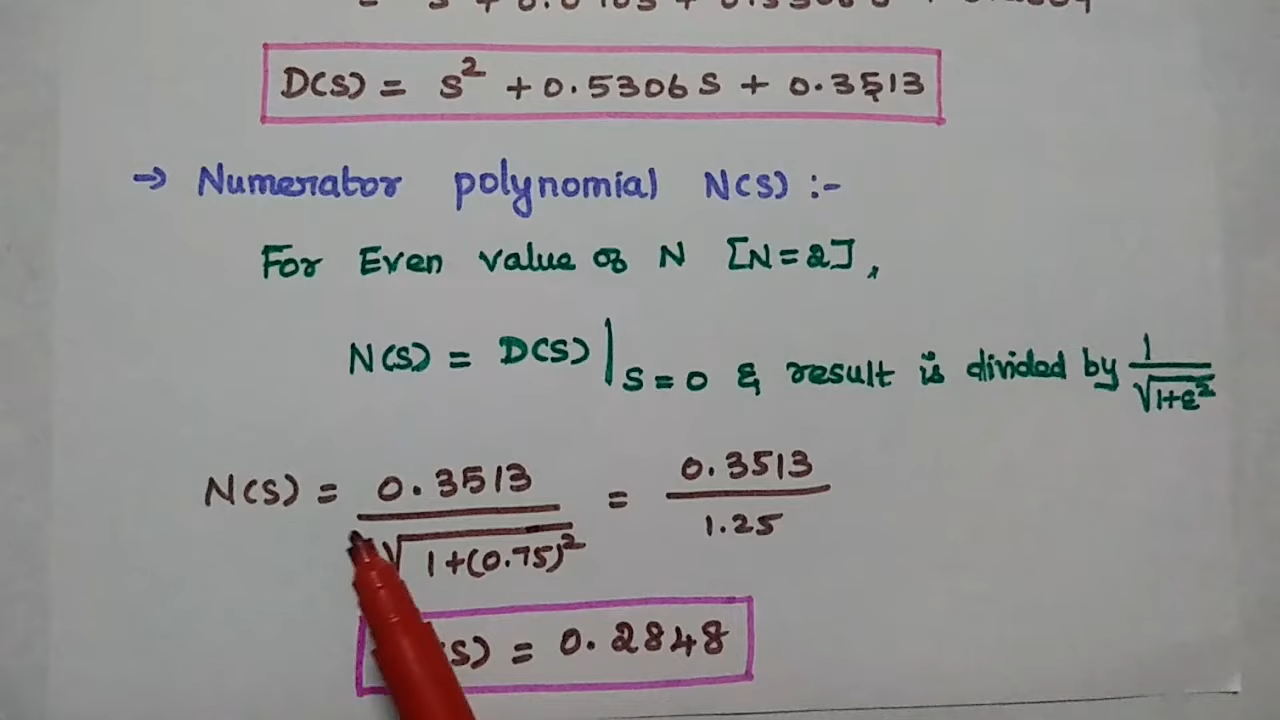 D(S) = S² + 0.5306 S + 0.3513
→ Numerator polynomial N(S) :-
For Even value of N [N=2],
N(S) = D(S) |S=0 & result is divided by 1/√1+ε²
N(S) = 0.3513/√1+(0.75)² = 0.3513/1.25
(S) = 0.2848